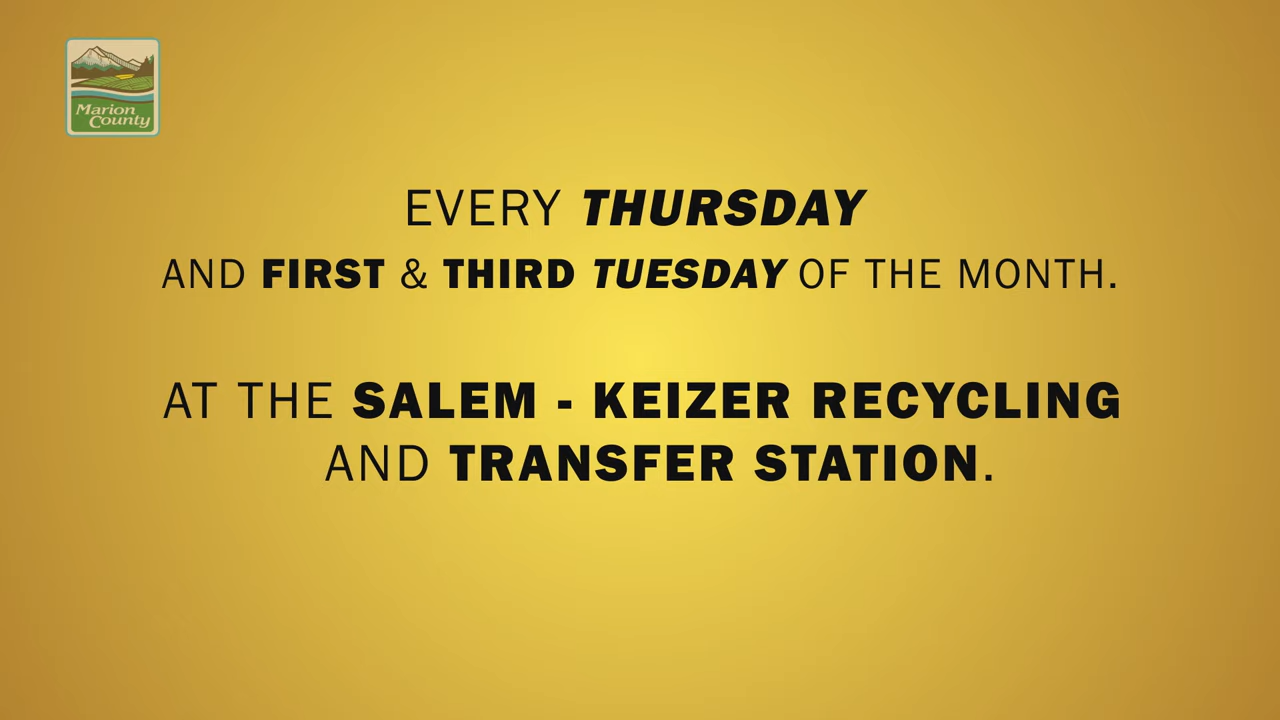 Marion
County
EVERY THURSDAY
AND FIRST & THIRD TUESDAY OF THE MONTH.
AT THE SALEM - KEIZER RECYCLING
AND TRANSFER STATION.